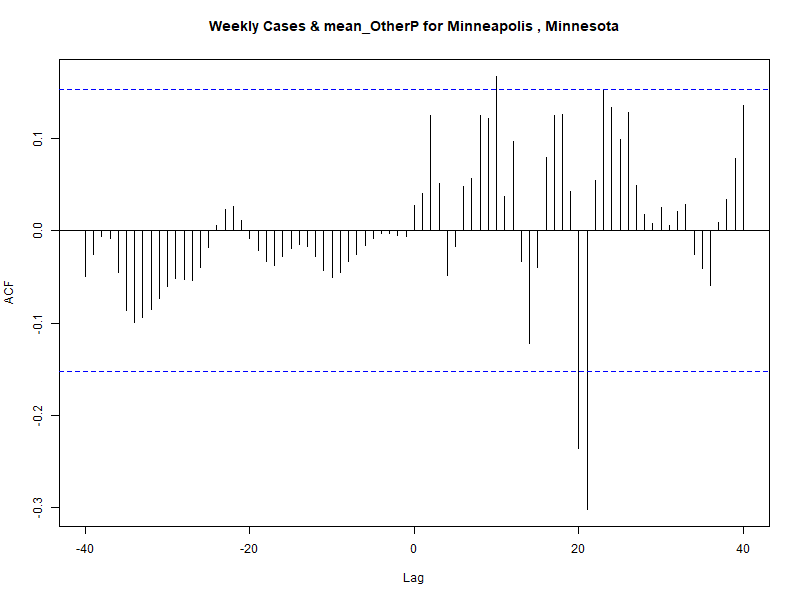 Weekly Cases & mean_OtherP for Minneapolis , Minnesota
ACF
0.1
0.0
-0.1
-0.2
-0.3
-40 -20 0 20 40
Lag